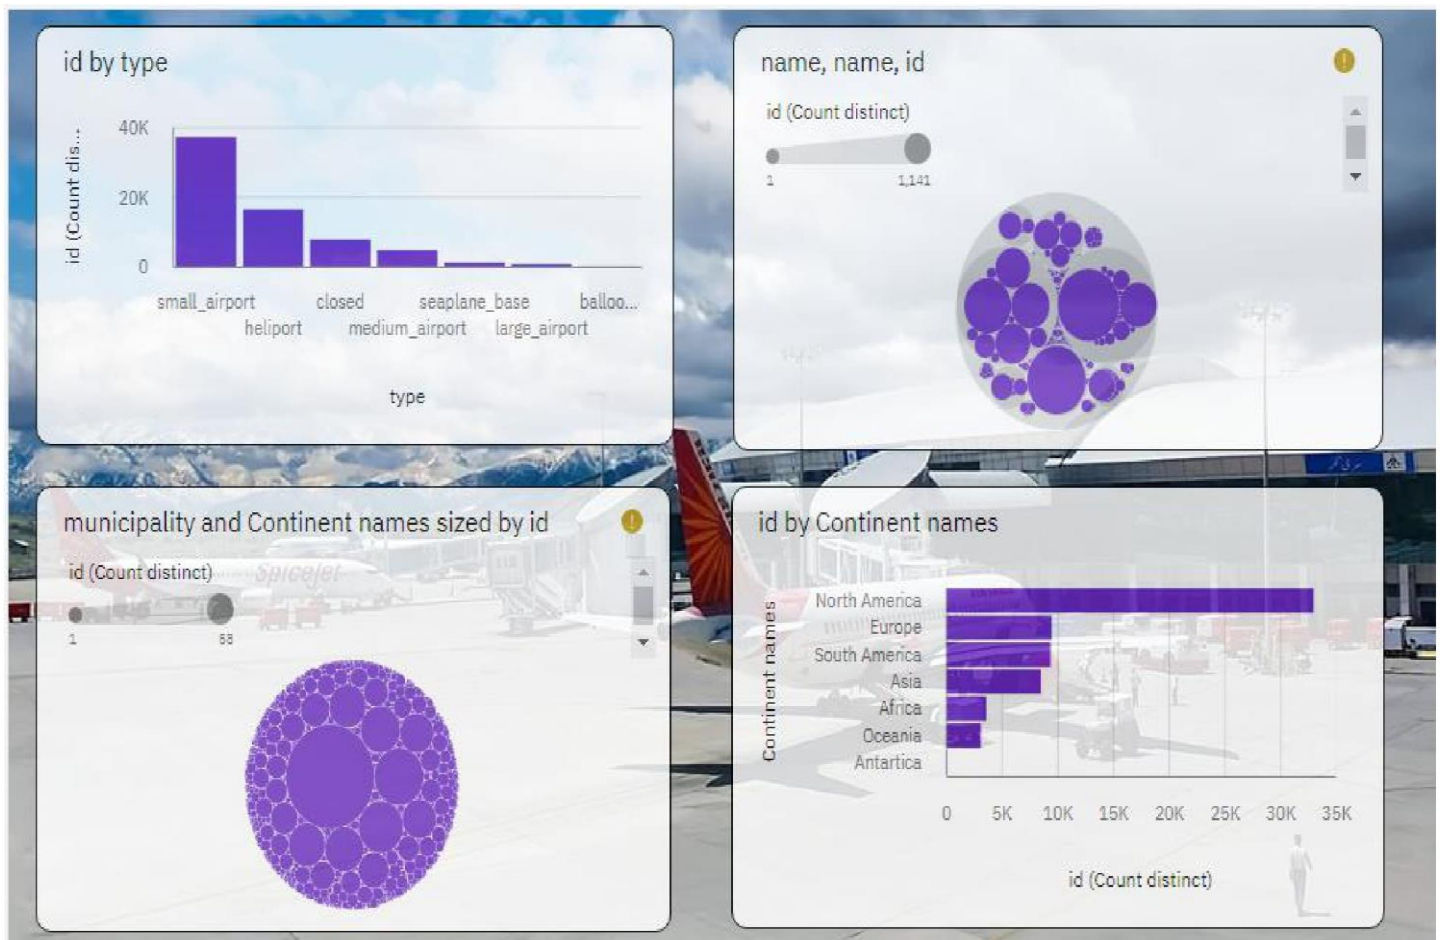 id by type
id (Count dis...
40K
20K
0
small_airport
heliport
closed
medium_airport
seaplane_base
large_airport
balloo...
type
name, name, id
id (Count distinct)
1
1,141
municipality and Continent names sized by id
id (Count distinct)
1
58
SpiceJet
id by Continent names
Continent names
North America
Europe
South America
Asia
Africa
Oceania
Antartica
0 5K 10K 15K 20K 25K 30K 35K
id (Count distinct)